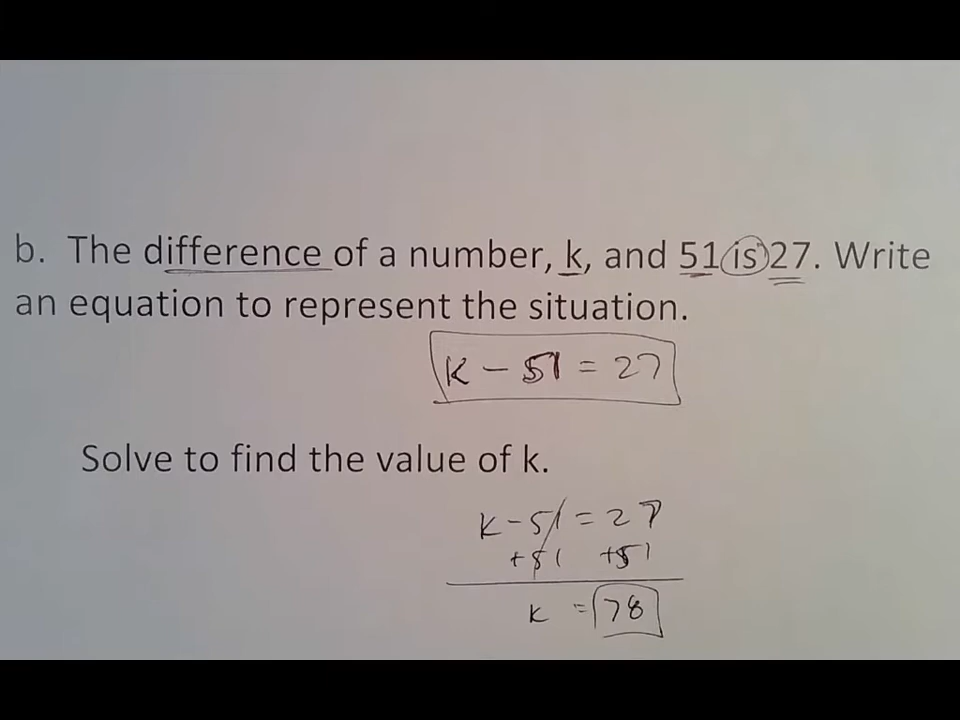 b. The difference of a number, k, and 51 is 27. Write
an equation to represent the situation.
k - 51 = 27
Solve to find the value of k.
k - 51 = 27
+51 +51
k = 78